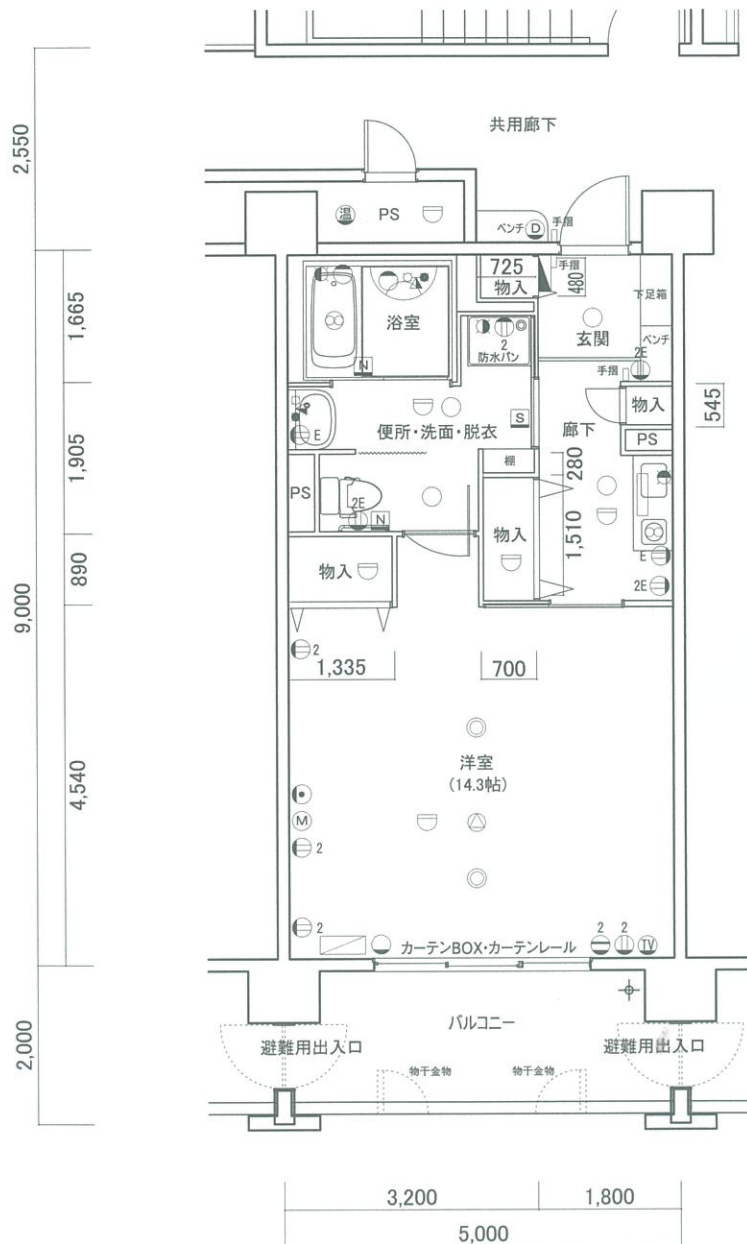 2,550
共用廊下
温
PS
ベンチ
D
手摺
手摺
725
物入
480
下足箱
1,665
浴室
玄関
N
2
防水パン
ベンチ
2E
手摺
物入
545
S
E
便所・洗面・脱衣
廊下
PS
1,905
棚
280
PS
2E
N
物入
1,510
E
2E
890
物入
9,000
2
1,335
700
洋室
(14.3帖)
4,540
M
2
2
2
2
TV
カーテンBOX・カーテンレール
バルコニー
2,000
避難用出入口
避難用出入口
物干金物
物干金物
3,200
1,800
5,000